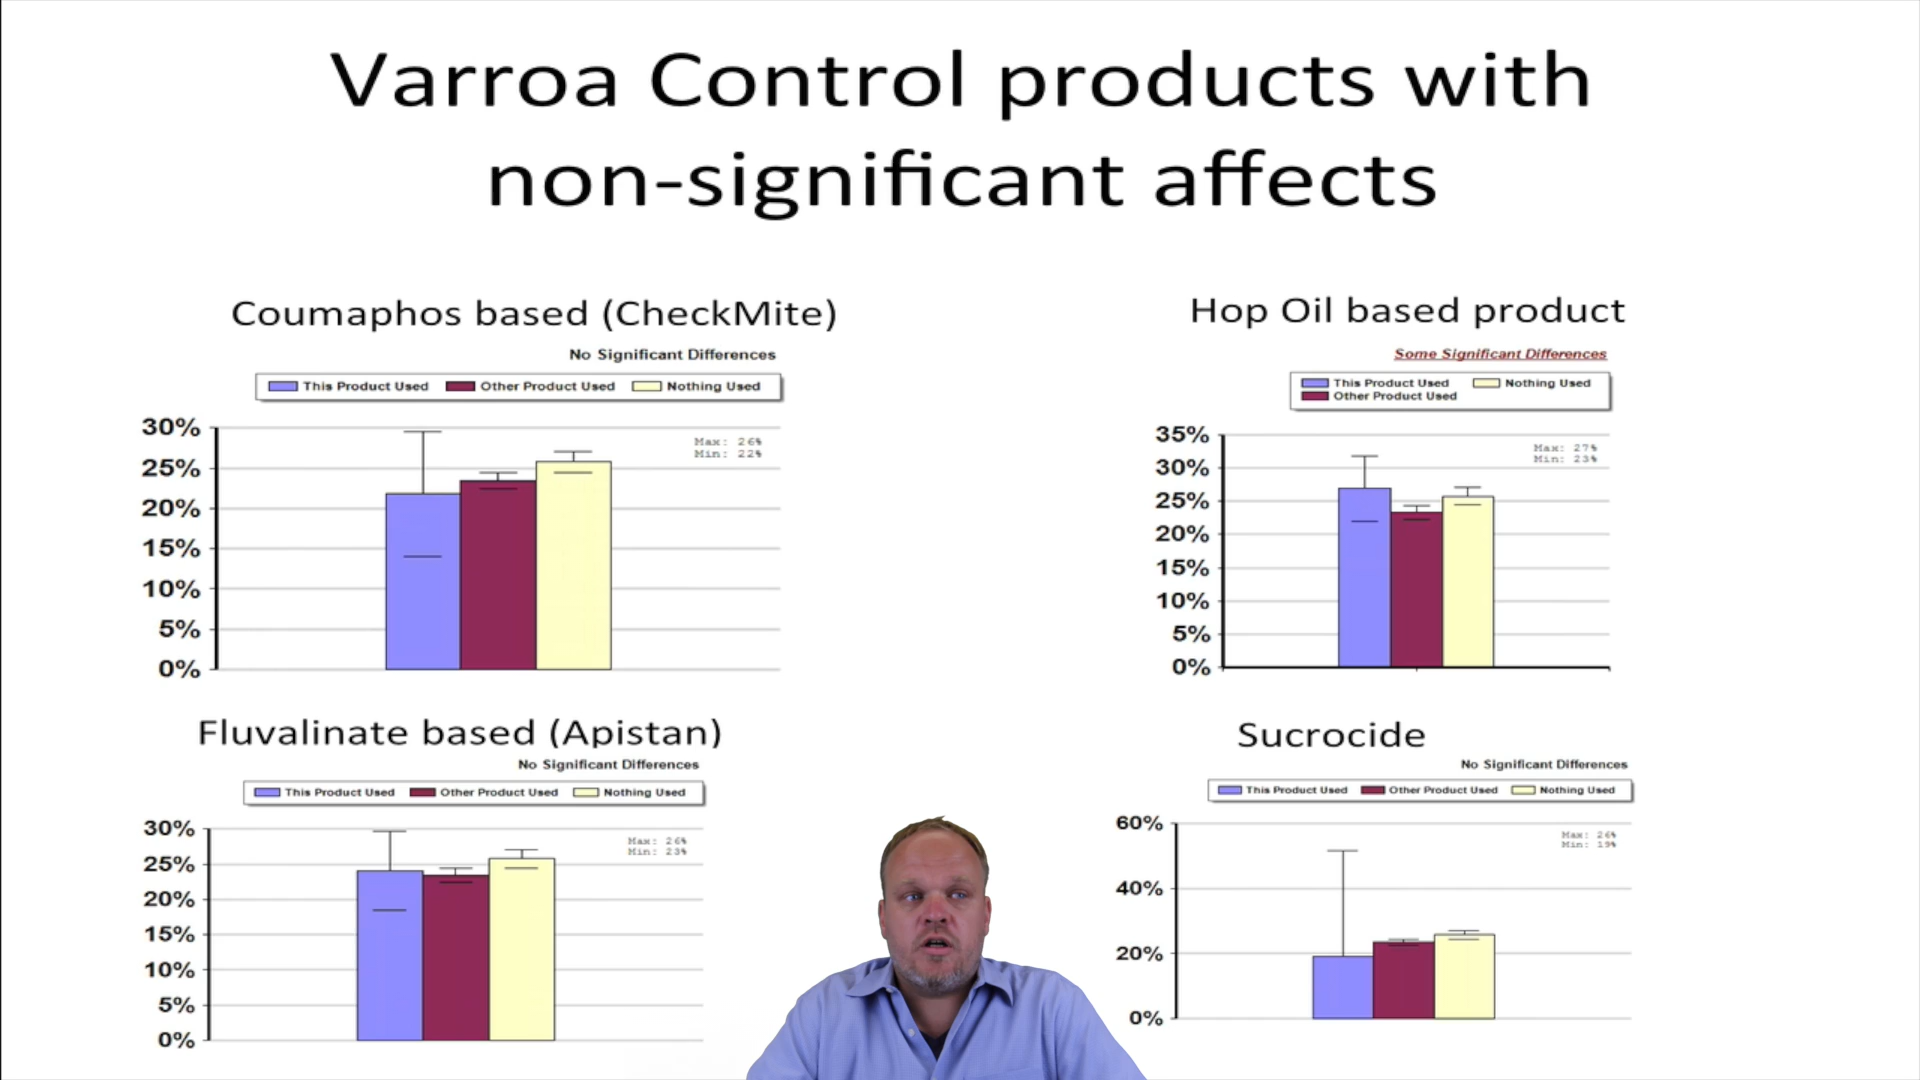 Varroa Control products with
non-significant affects
Coumaphos based (CheckMite)
No Significant Differences
This Product Used Other Product Used Nothing Used
Max: 26%
Min: 22%
30%
25%
20%
15%
10%
5%
0%
Hop Oil based product
Some Significant Differences
This Product Used Nothing Used
Other Product Used
Max: 27%
Min: 23%
35%
30%
25%
20%
15%
10%
5%
0%
Fluvalinate based (Apistan)
No Significant Differences
This Product Used Other Product Used Nothing Used
Max: 26%
Min: 23%
30%
25%
20%
15%
10%
5%
0%
Sucrocide
No Significant Differences
This Product Used Other Product Used Nothing Used
Max: 26%
Min: 19%
60%
40%
20%
0%